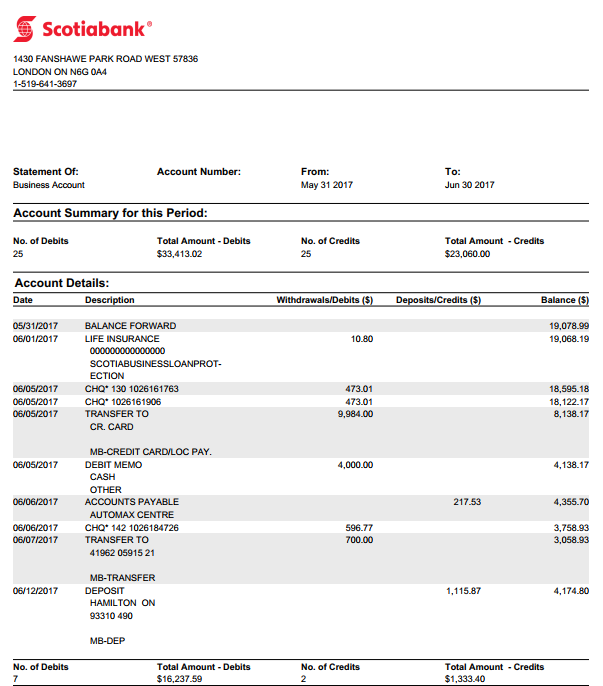 Scotiabank®
1430 FANSHAWE PARK ROAD WEST 57836
LONDON ON N6G 0A4
1-519-641-3697
Statement Of: Account Number: From: To:
Business Account May 31 2017 Jun 30 2017
Account Summary for this Period:
No. of Debits Total Amount - Debits No. of Credits Total Amount - Credits
25 $33,413.02 25 $23,060.00
Account Details:
Date Description Withdrawals/Debits ($) Deposits/Credits ($) Balance ($)
05/31/2017 BALANCE FORWARD 19,078.99
06/01/2017 LIFE INSURANCE 10.80 19,068.19
000000000000000
SCOTIABUSINESSLOANPROT-
ECTION
06/05/2017 CHQ* 130 1026161763 473.01 18,595.18
06/05/2017 CHQ* 1026161906 473.01 18,122.17
06/05/2017 TRANSFER TO 9,984.00 8,138.17
CR. CARD
MB-CREDIT CARD/LOC PAY.
06/05/2017 DEBIT MEMO 4,000.00 4,138.17
CASH
OTHER
06/06/2017 ACCOUNTS PAYABLE 217.53 4,355.70
AUTOMAX CENTRE
06/06/2017 CHQ* 142 1026184726 596.77 3,758.93
06/07/2017 TRANSFER TO 700.00 3,058.93
41962 05915 21
MB-TRANSFER
06/12/2017 DEPOSIT 1,115.87 4,174.80
HAMILTON ON
93310 490
MB-DEP
No. of Debits Total Amount - Debits No. of Credits Total Amount - Credits
7 $16,237.59 2 $1,333.40